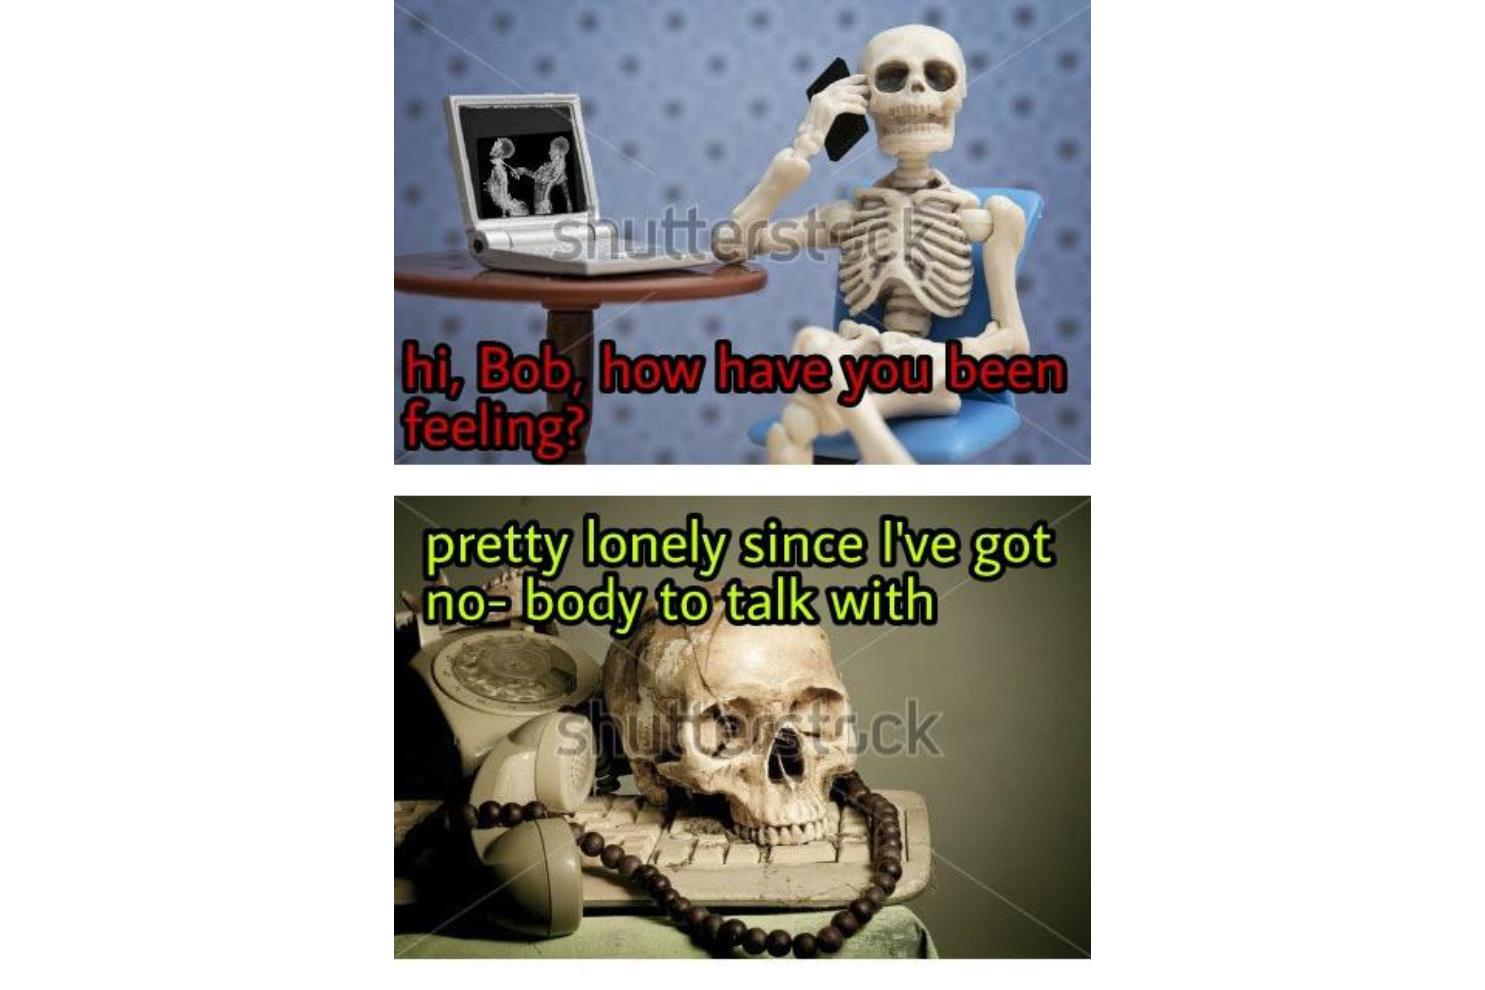 shutterstock
hi, Bob, how have you been
feeling?
pretty lonely since I've got
no- body to talk with
shutterstock